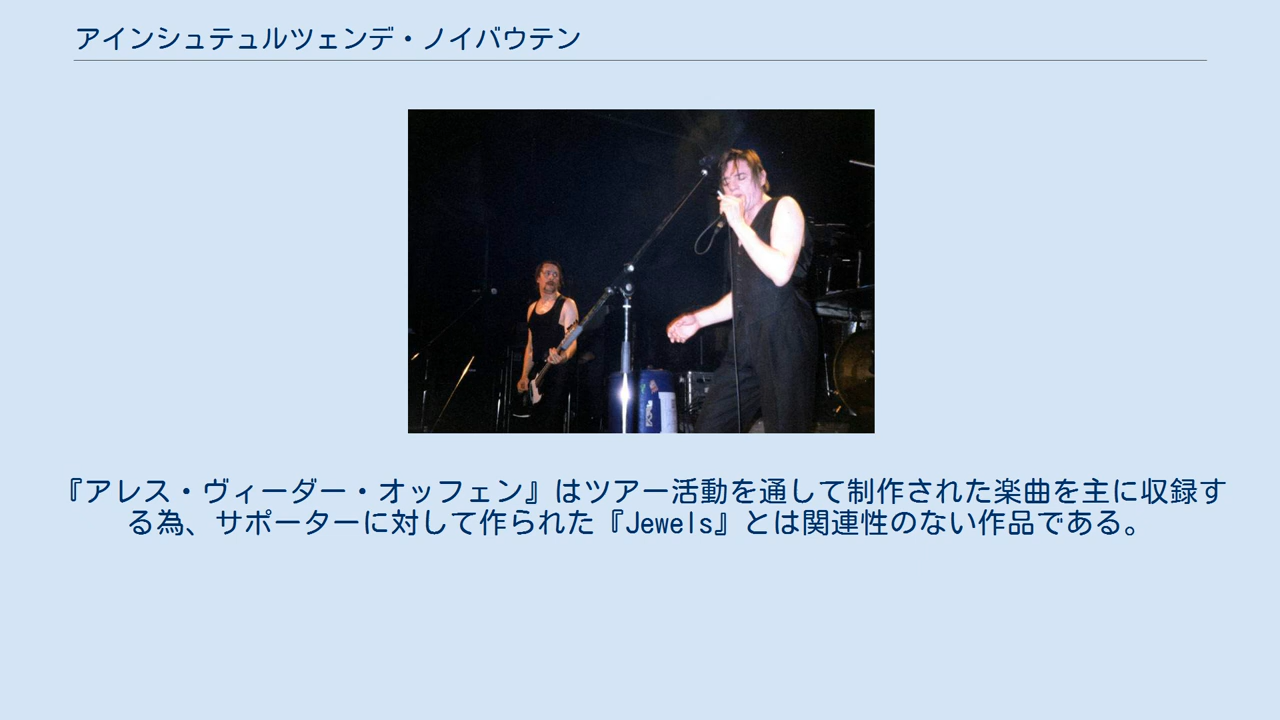 アインシュテュルツェンデ・ノイバウテン
『アレス・ヴィーダー・オッフェン』はツアー活動を通して制作された楽曲を主に収録す
る為、サポーターに対して作られた『Jewels』とは関連性のない作品である。